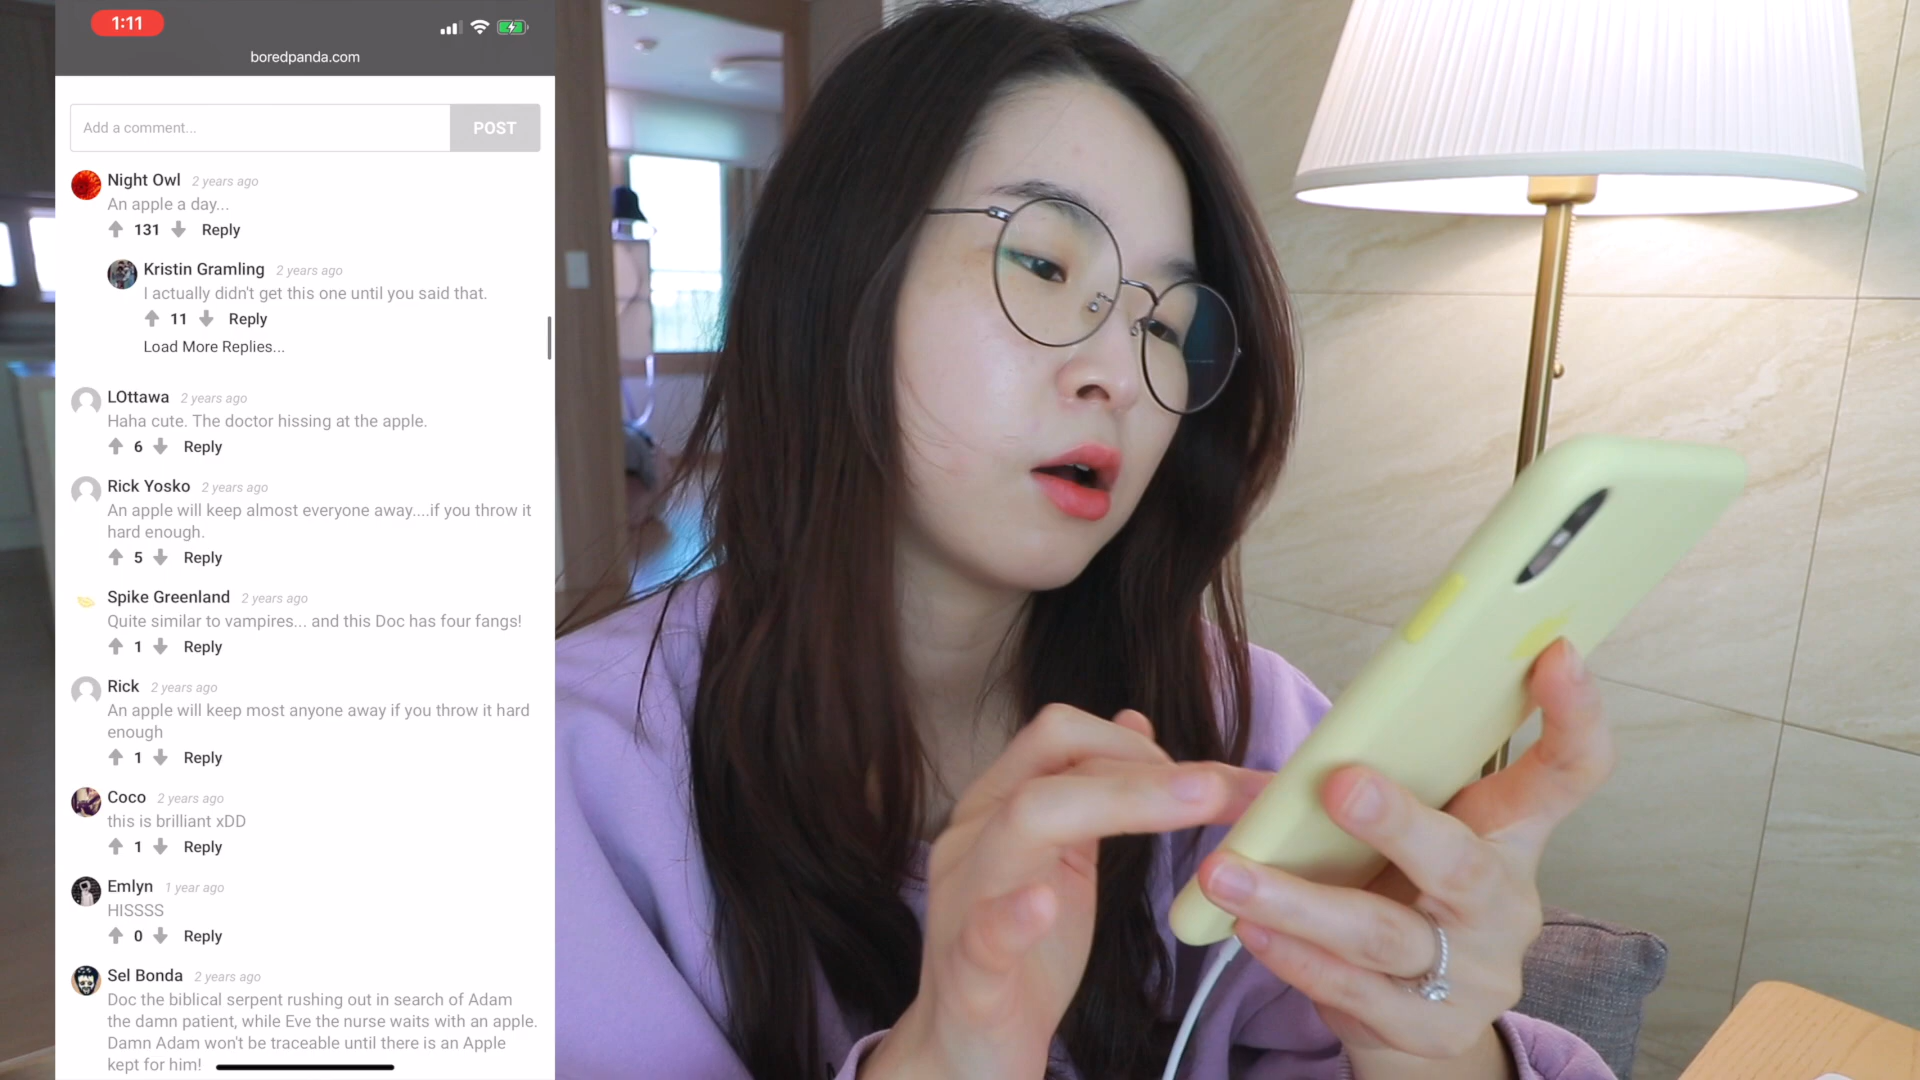 1:11
boredpanda.com
Add a comment...
POST
Night Owl 2 years ago
An apple a day...
131 Reply
Kristin Gramling 2 years ago
I actually didn't get this one until you said that.
11 Reply
Load More Replies...
LOttawa 2 years ago
Haha cute. The doctor hissing at the apple.
6 Reply
Rick Yosko 2 years ago
An apple will keep almost everyone away....if you throw it
hard enough.
5 Reply
Spike Greenland 2 years ago
Quite similar to vampires... and this Doc has four fangs!
1 Reply
Rick 2 years ago
An apple will keep most anyone away if you throw it hard
enough
1 Reply
Coco 2 years ago
this is brilliant xDD
1 Reply
Emlyn 1 year ago
HISSSS
0 Reply
Sel Bonda 2 years ago
Doc the biblical serpent rushing out in search of Adam
the damn patient, while Eve the nurse waits with an apple.
Damn Adam won't be traceable until there is an Apple
kept for him!